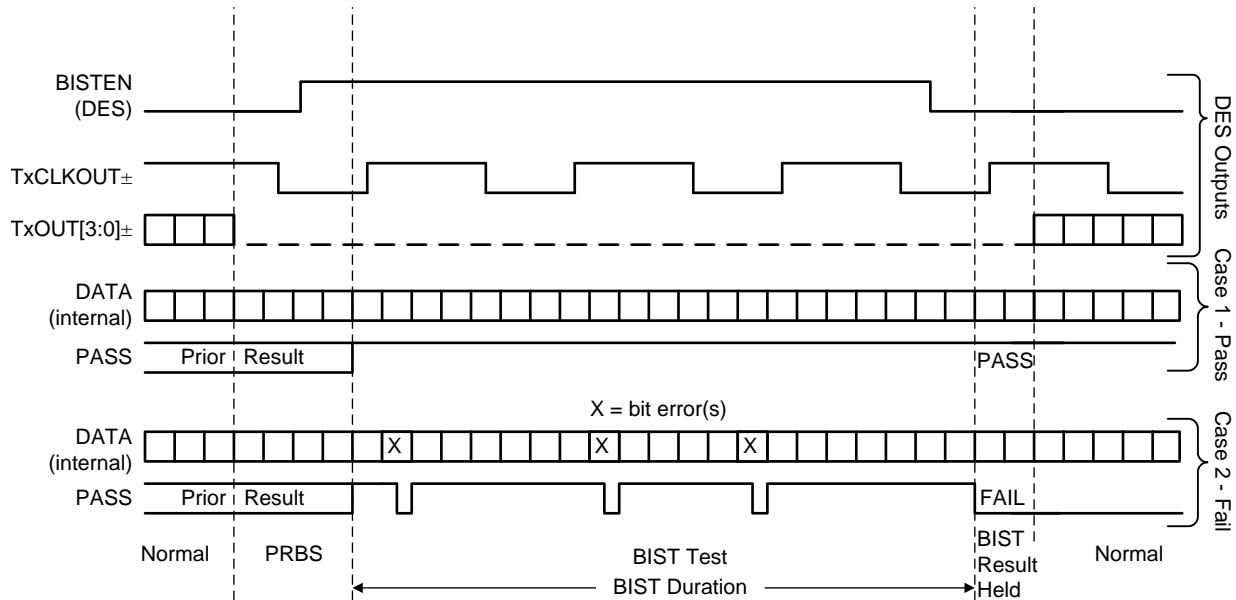 BISTEN
(DES)
TxCLKOUT±
TxOUT[3:0]±
DES Outputs
DATA
(internal)
PASS
Prior Result
PASS
Case 1 - Pass
X = bit error(s)
DATA
(internal)
X
X
X
PASS
Prior Result
FAIL
Case 2 - Fail
Normal
PRBS
BIST Test
BIST Duration
BIST
Result
Held
Normal